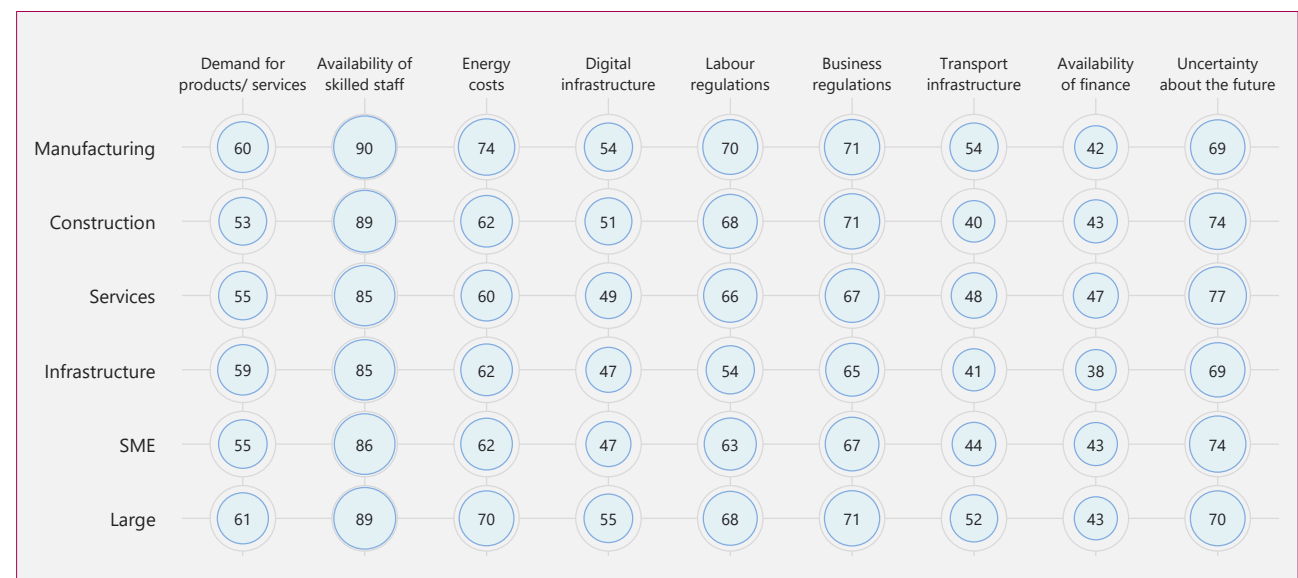 Demand for products/ services
Availability of skilled staff
Energy costs
Digital infrastructure
Labour regulations
Business regulations
Transport infrastructure
Availability of finance
Uncertainty about the future
Manufacturing 60 90 74 54 70 71 54 42 69
Construction 53 89 62 51 68 71 40 43 74
Services 55 85 60 49 66 67 48 47 77
Infrastructure 59 85 62 47 54 65 41 38 69
SME 55 86 62 47 63 67 44 43 74
Large 61 89 70 55 68 71 52 43 70